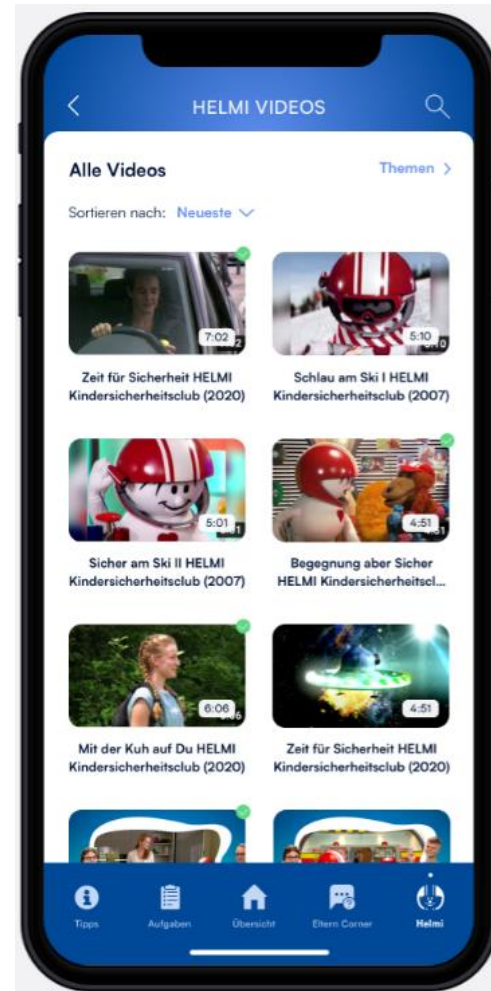 HELMI VIDEOS
Alle Videos
Themen >
Sortieren nach: Neueste
7:02
5:10
Zeit für Sicherheit HELMI
Kindersicherheitsclub (2020)
Schlau am Ski I HELMI
Kindersicherheitsclub (2007)
5:01
4:51
Sicher am Ski II HELMI
Kindersicherheitsclub (2007)
Begegnung aber Sicher
HELMI Kindersicherheitscl...
6:06
4:51
Mit der Kuh auf Du HELMI
Kindersicherheitsclub (2020)
Zeit für Sicherheit HELMI
Kindersicherheitsclub (2020)
Tipps
Aufgaben
Übersicht
Eltern Corner
Helmi